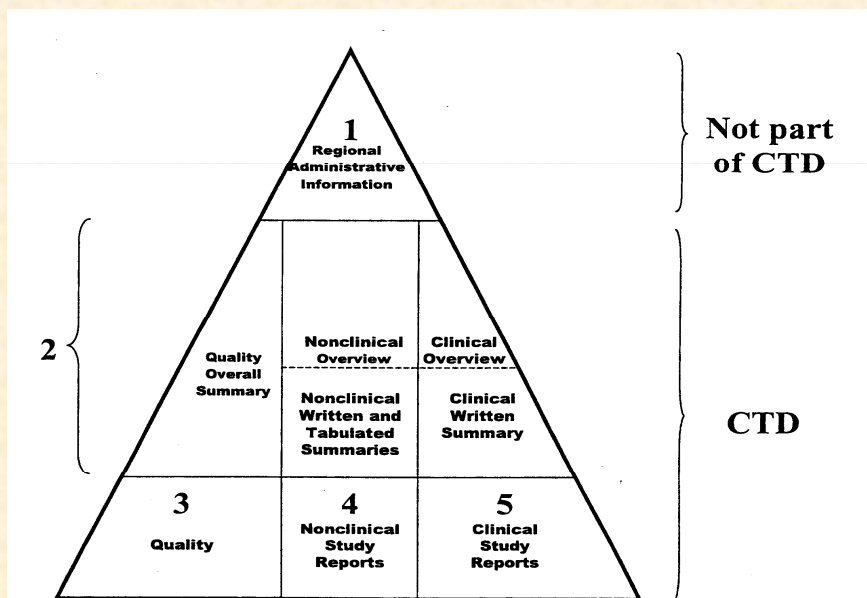 1
Regional
Administrative
Information
Not part
of CTD
2
Quality
Overall
Summary
Nonclinical
Overview
Clinical
Overview
Nonclinical
Written and
Tabulated
Summaries
Clinical
Written
Summary
CTD
3
Quality
4
Nonclinical
Study
Reports
5
Clinical
Study
Reports